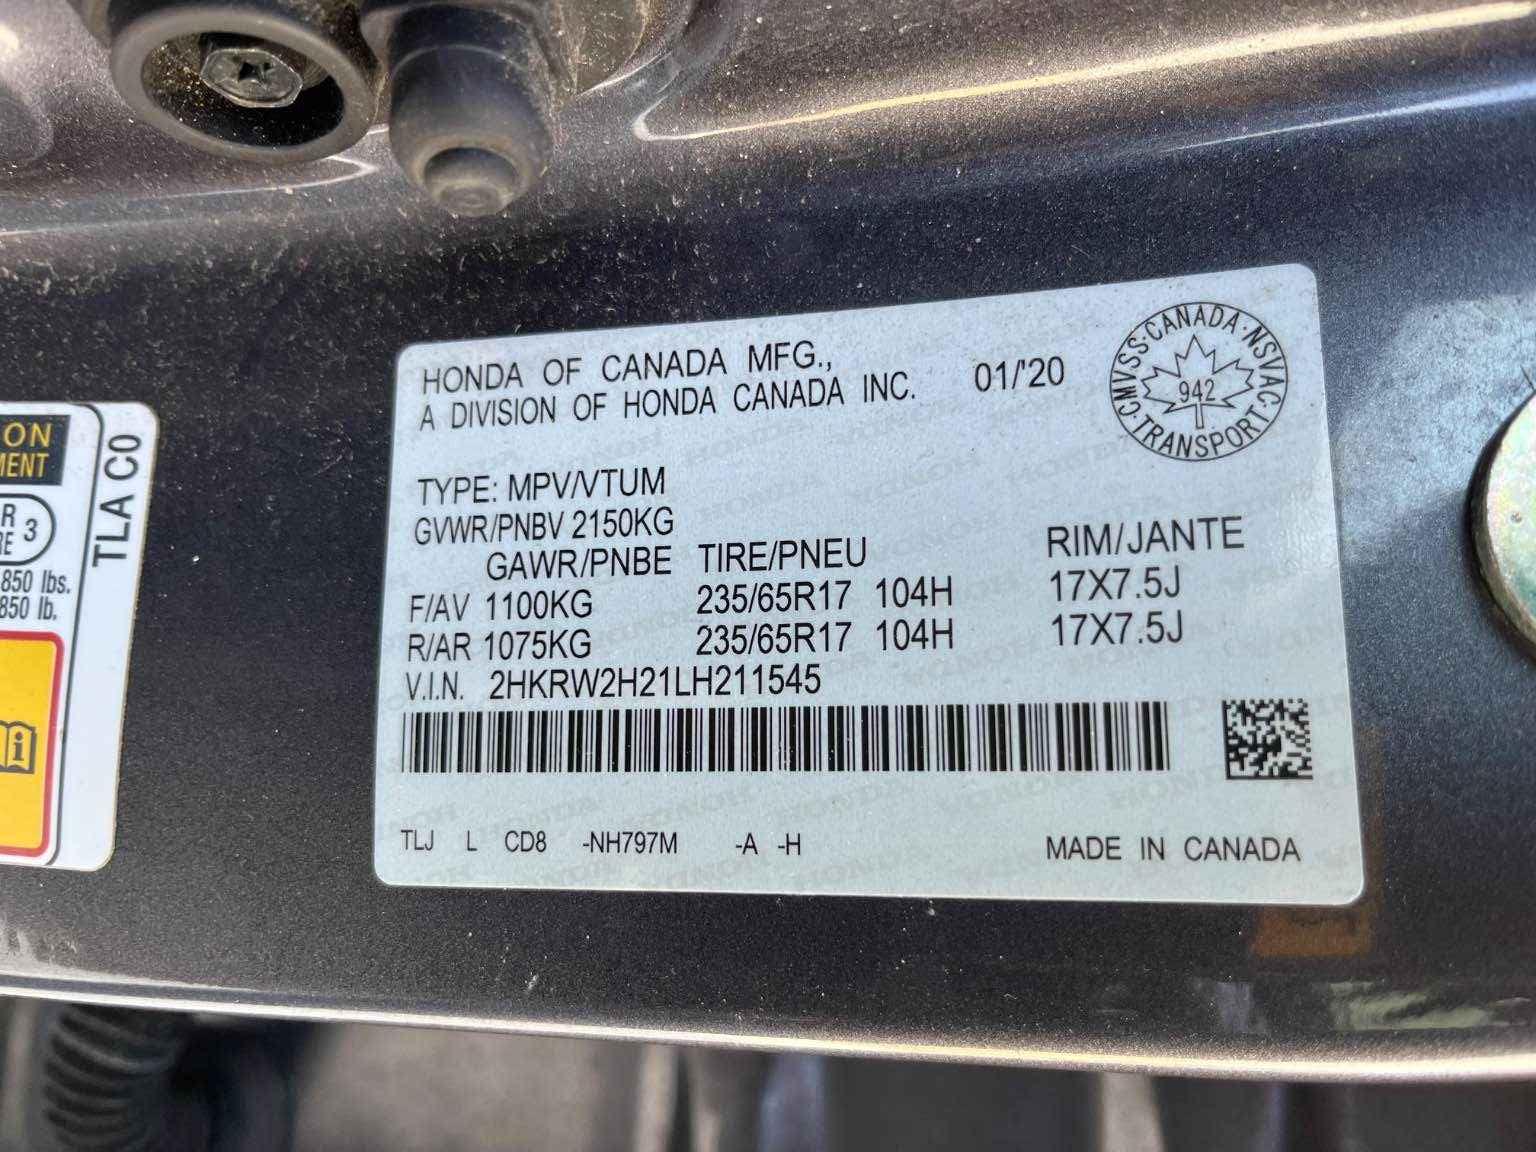 HONDA OF CANADA MFG.,
A DIVISION OF HONDA CANADA INC.
01/'20
CMVSS·CANADA·NSVAC·TRANSPORT·
942
TYPE: MPV/VTUM
GVWR/PNBV 2150KG
GAWR/PNBE TIRE/PNEU RIM/JANTE
F/AV 1100KG 235/65R17 104H 17X7.5J
R/AR 1075KG 235/65R17 104H 17X7.5J
V.I.N. 2HKRW2H21LH211545
TLJ L CD8 -NH797M -A -H MADE IN CANADA
TLA C0
ON
MENT
R
RE 3
850 lbs.
850 lb.